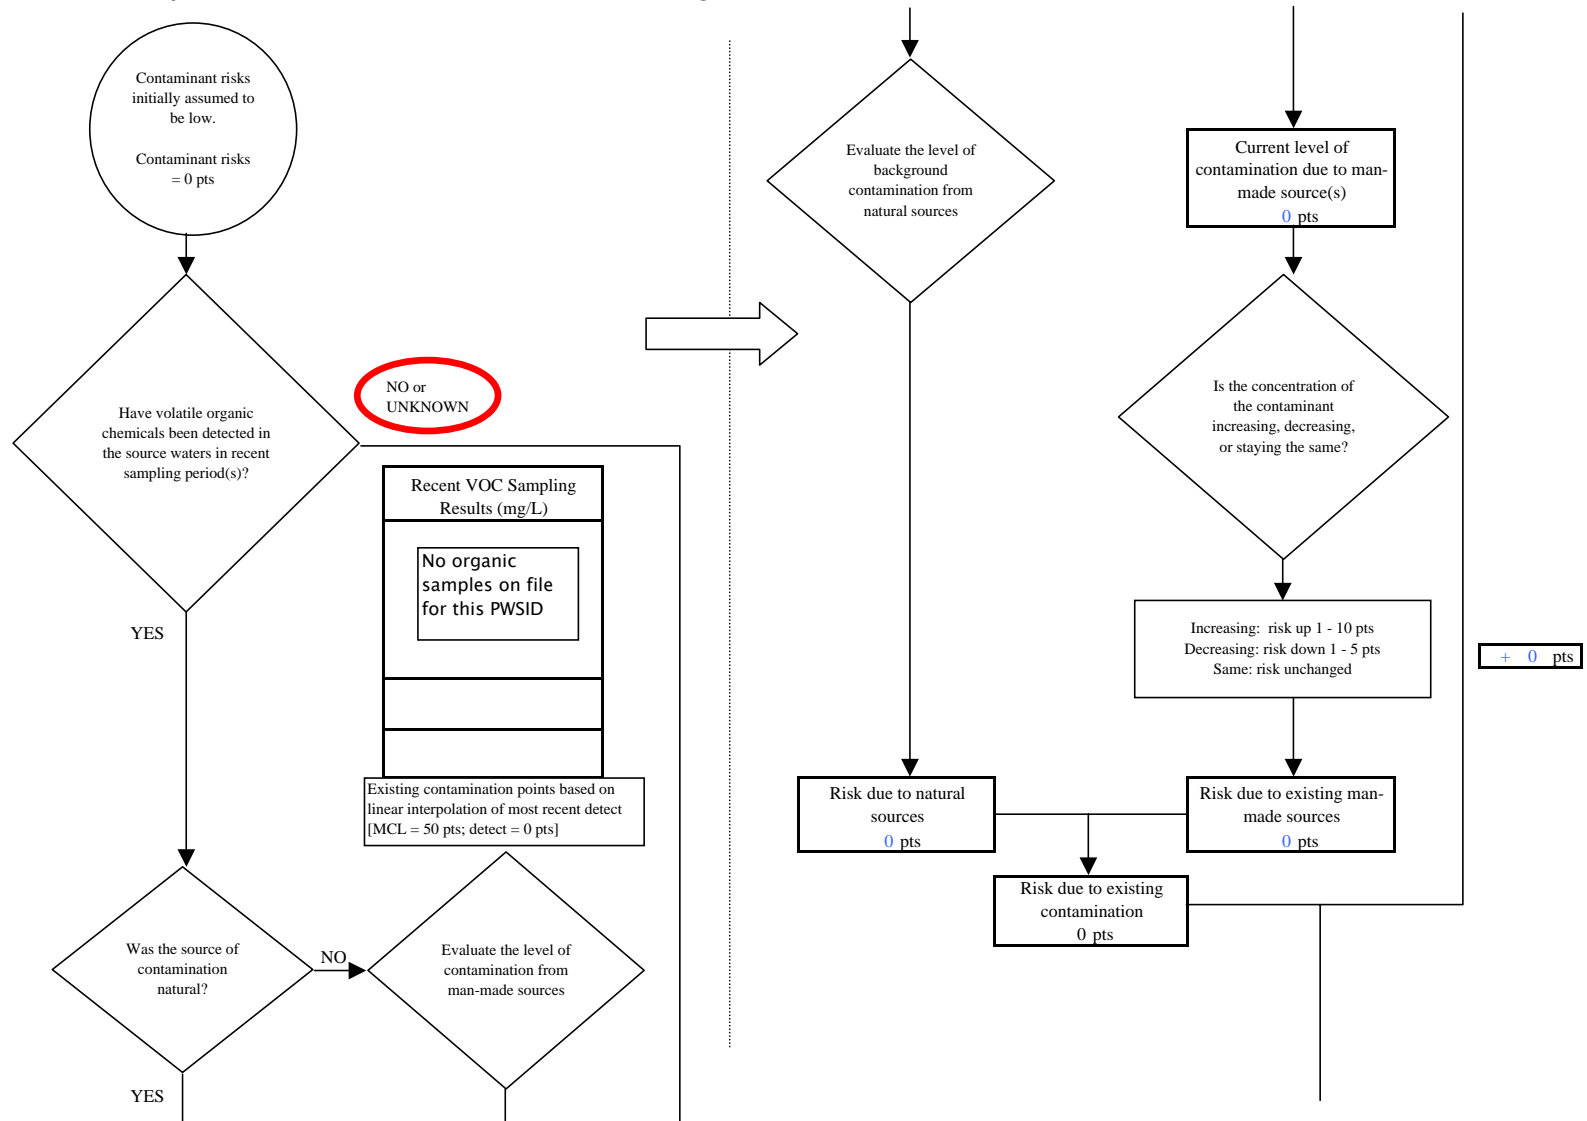 Contaminant risks
initially assumed to
be low.
Contaminant risks
= 0 pts
Have volatile organic
chemicals been detected in
the source waters in recent
sampling period(s)?
NO or
UNKNOWN
YES
Recent VOC Sampling
Results (mg/L)
No organic
samples on file
for this PWSID
Existing contamination points based on
linear interpolation of most recent detect
[MCL = 50 pts; detect = 0 pts]
Was the source of
contamination
natural?
NO
YES
Evaluate the level of
contamination from
man-made sources
Evaluate the level of
background
contamination from
natural sources
Current level of
contamination due to man-
made source(s)
0 pts
Is the concentration of
the contaminant
increasing, decreasing,
or staying the same?
Increasing: risk up 1 - 10 pts
Decreasing: risk down 1 - 5 pts
Same: risk unchanged
+ 0 pts
Risk due to natural
sources
0 pts
Risk due to existing man-
made sources
0 pts
Risk due to existing
contamination
0 pts